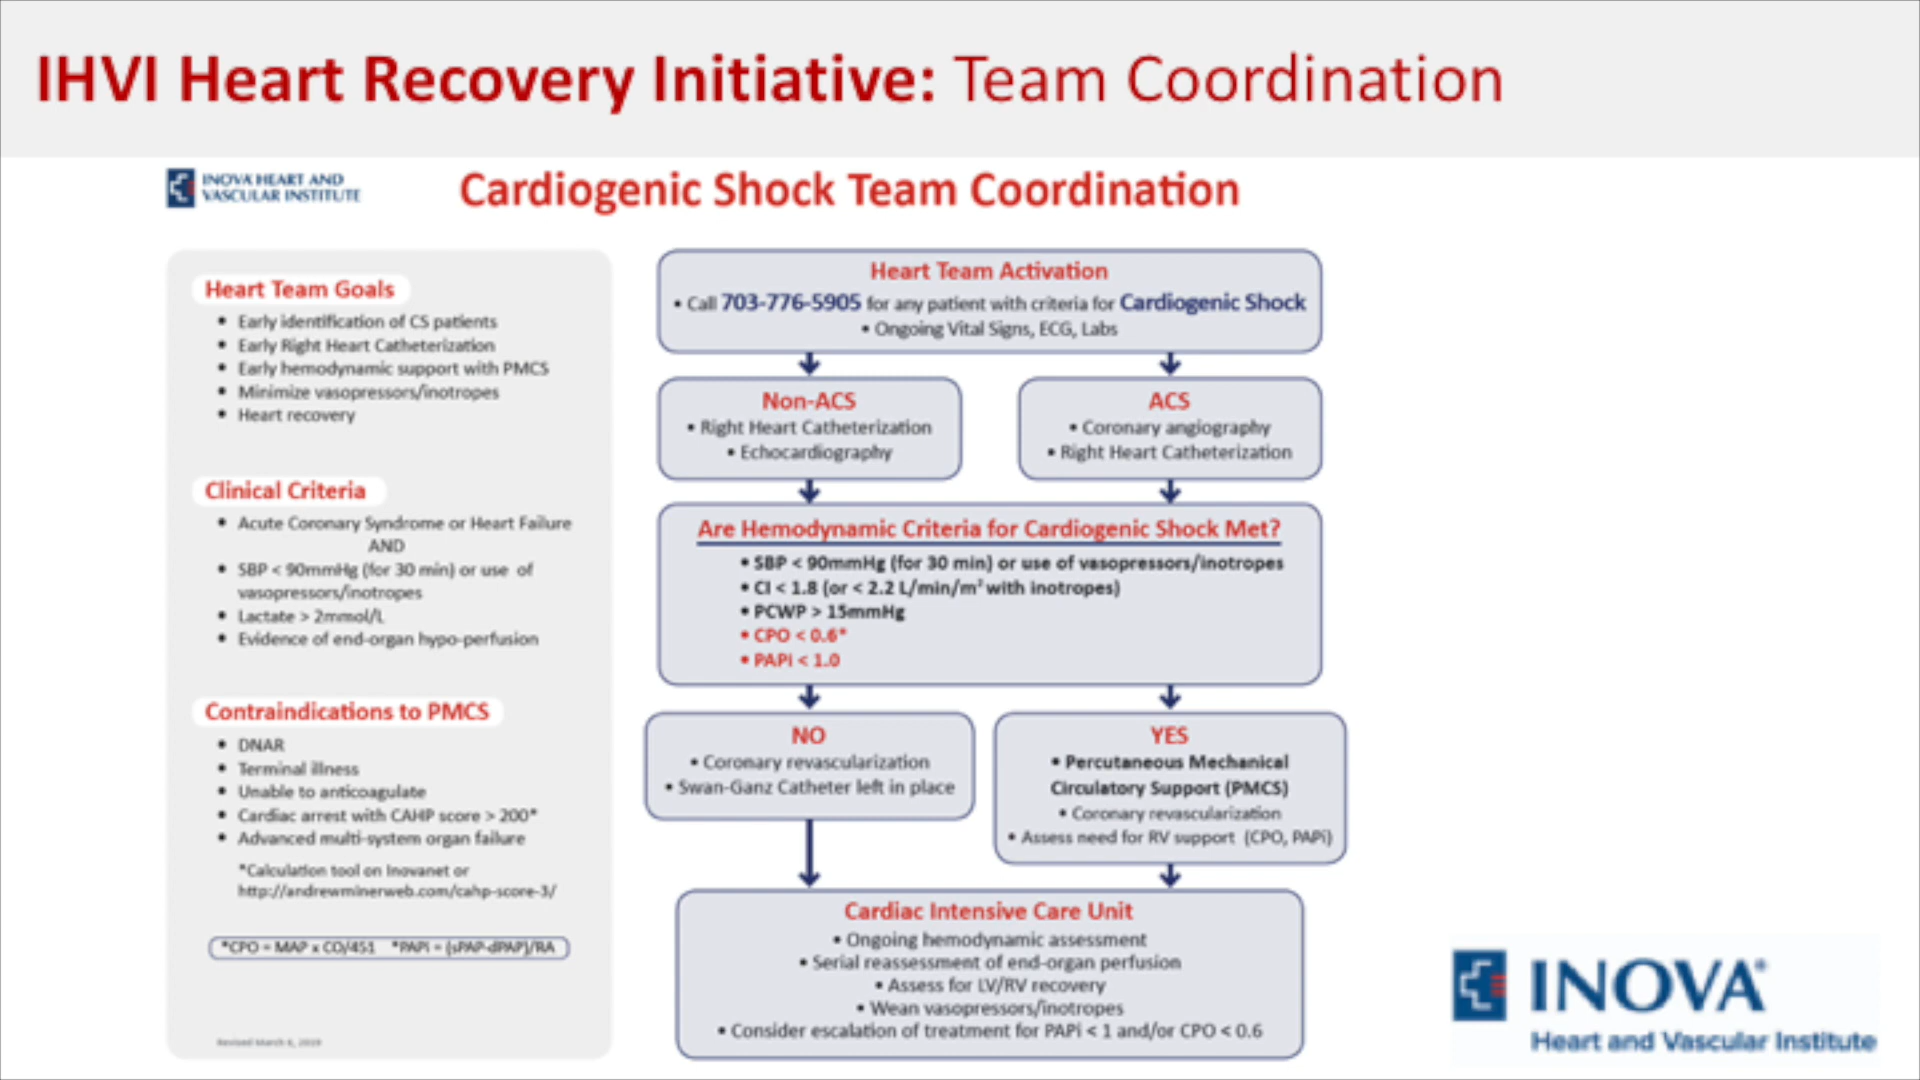 IHVI Heart Recovery Initiative: Team Coordination
INOVA HEART AND
VASCULAR INSTITUTE
Cardiogenic Shock Team Coordination
Heart Team Goals
• Early identification of CS patients
• Early Right Heart Catheterization
• Early hemodynamic support with PMCS
• Minimize vasopressors/inotropes
• Heart recovery
Clinical Criteria
• Acute Coronary Syndrome or Heart Failure
AND
• SBP < 90mmHg (for 30 min) or use of
vasopressors/inotropes
• Lactate > 2mmol/L
• Evidence of end-organ hypo-perfusion
Contraindications to PMCS
• DNAR
• Terminal illness
• Unable to anticoagulate
• Cardiac arrest with CAHP score > 200*
• Advanced multi-system organ failure
*Calculation tool on Inovanet or
http://andrewminerweb.com/cahp-score-3/
*CPO = MAP x CO/451 *PAPi = (sPAP-dPAP)/RA
Revised March 6, 2019
Heart Team Activation
• Call 703-776-5905 for any patient with criteria for Cardiogenic Shock
• Ongoing Vital Signs, ECG, Labs
Non-ACS
• Right Heart Catheterization
• Echocardiography
ACS
• Coronary angiography
• Right Heart Catheterization
Are Hemodynamic Criteria for Cardiogenic Shock Met?
• SBP < 90mmHg (for 30 min) or use of vasopressors/inotropes
• CI < 1.8 (or < 2.2 L/min/m² with inotropes)
• PCWP > 15mmHg
• CPO < 0.6*
• PAPi < 1.0
NO
• Coronary revascularization
• Swan-Ganz Catheter left in place
YES
• Percutaneous Mechanical
Circulatory Support (PMCS)
• Coronary revascularization
• Assess need for RV support (CPO, PAPi)
Cardiac Intensive Care Unit
• Ongoing hemodynamic assessment
• Serial reassessment of end-organ perfusion
• Assess for LV/RV recovery
• Wean vasopressors/inotropes
• Consider escalation of treatment for PAPi < 1 and/or CPO < 0.6
INOVA®
Heart and Vascular Institute